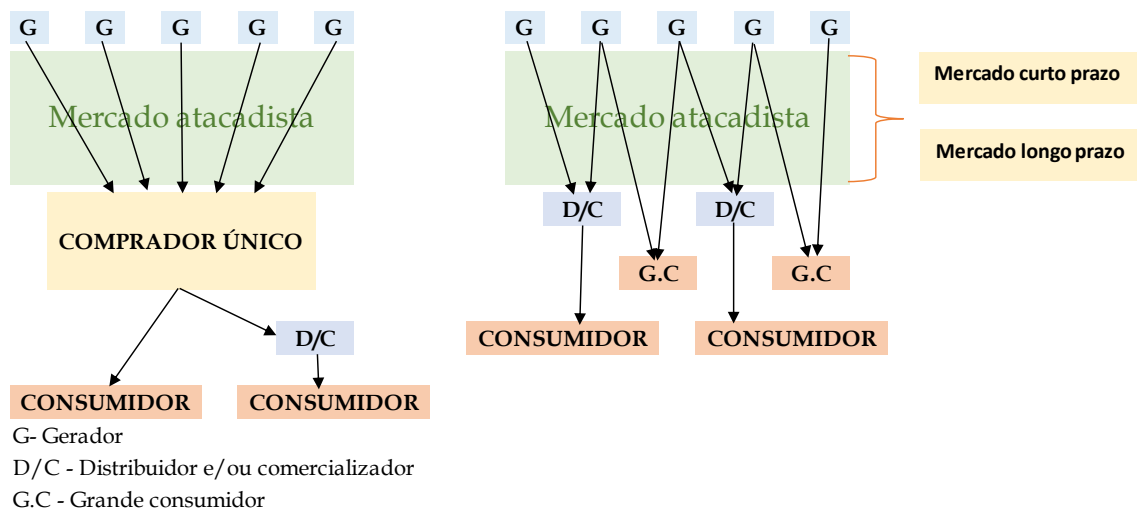 G G G G G
Mercado atacadista
COMPRADOR ÚNICO
D/C
CONSUMIDOR CONSUMIDOR
G- Gerador
D/C - Distribuidor e/ou comercializador
G.C - Grande consumidor
G G G G G
Mercado atacadista
D/C D/C
G.C G.C
CONSUMIDOR CONSUMIDOR
Mercado curto prazo
Mercado longo prazo